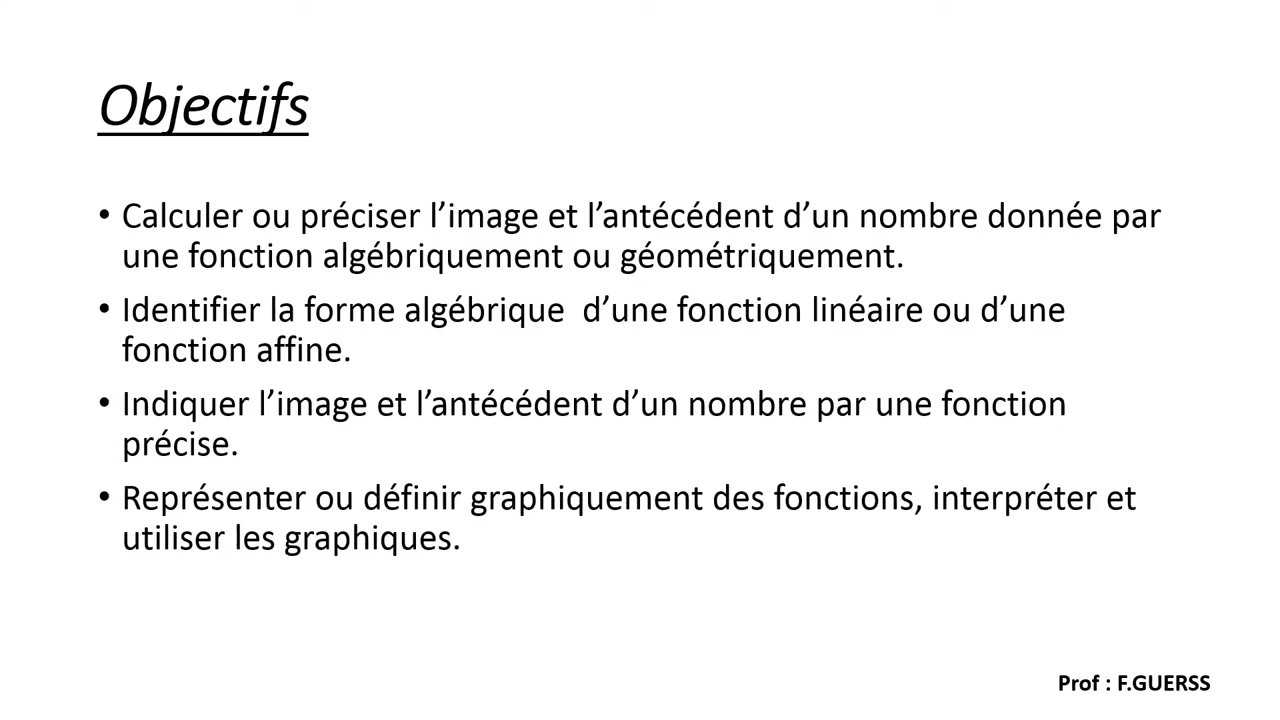 Objectifs
• Calculer ou préciser l’image et l’antécédent d’un nombre donnée par
une fonction algébriquement ou géométriquement.
• Identifier la forme algébrique  d’une fonction linéaire ou d’une
fonction affine.
• Indiquer l’image et l’antécédent d’un nombre par une fonction
précise.
• Représenter ou définir graphiquement des fonctions, interpréter et
utiliser les graphiques.
Prof : F.GUERSS